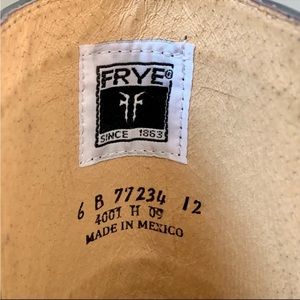 FRYE®
SINCE 1863
6 B 77234 12
4007 H 09
MADE IN MEXICO